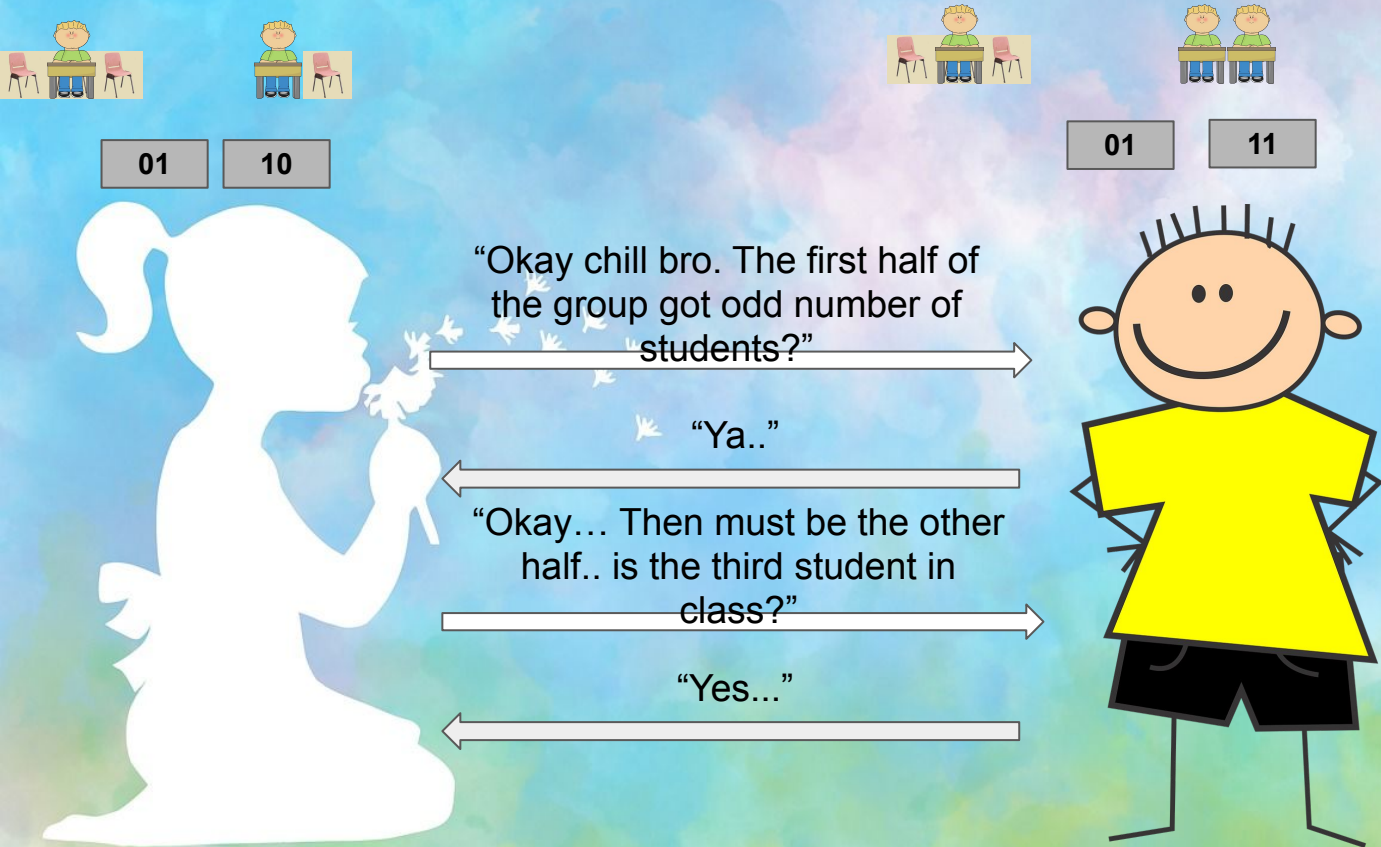 01 10
01 11
“Okay chill bro. The first half of
the group got odd number of
students?”
“Ya..”
“Okay… Then must be the other
half.. is the third student in
class?”
“Yes...”